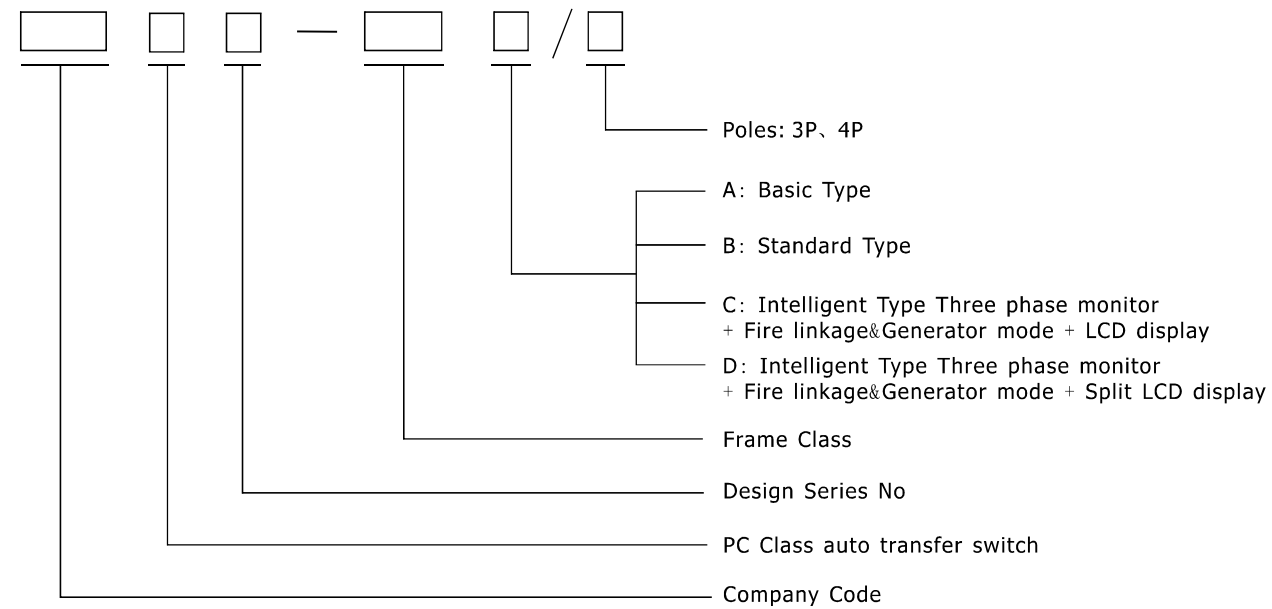 Poles: 3P、4P
A: Basic Type
B: Standard Type
C: Intelligent Type Three phase monitor
+ Fire linkage&Generator mode + LCD display
D: Intelligent Type Three phase monitor
+ Fire linkage&Generator mode + Split LCD display
Frame Class
Design Series No
PC Class auto transfer switch
Company Code